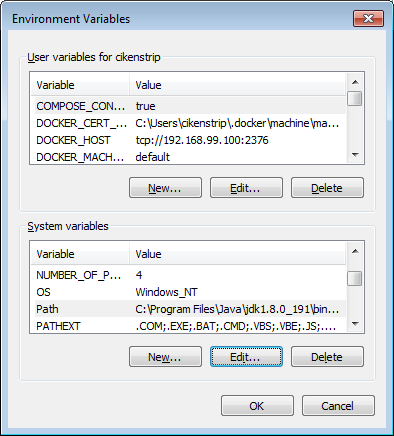 Environment Variables
User variables for cikenstrip
Variable Value
COMPOSE_CON... true
DOCKER_CERT_... C:\Users\cikenstrip\.docker\machine\ma...
DOCKER_HOST tcp://192.168.99.100:2376
DOCKER_MACH... default
New... Edit... Delete
System variables
Variable Value
NUMBER_OF_P... 4
OS Windows_NT
Path C:\Program Files\Java\jdk1.8.0_191\bin...
PATHEXT .COM;.EXE;.BAT;.CMD;.VBS;.VBE;.JS;....
New... Edit... Delete
OK Cancel